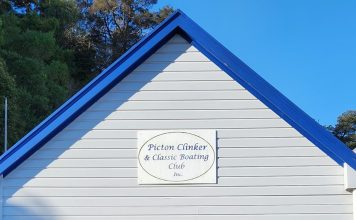 Picton Clinker
& Classic Boating
Club
Inc.